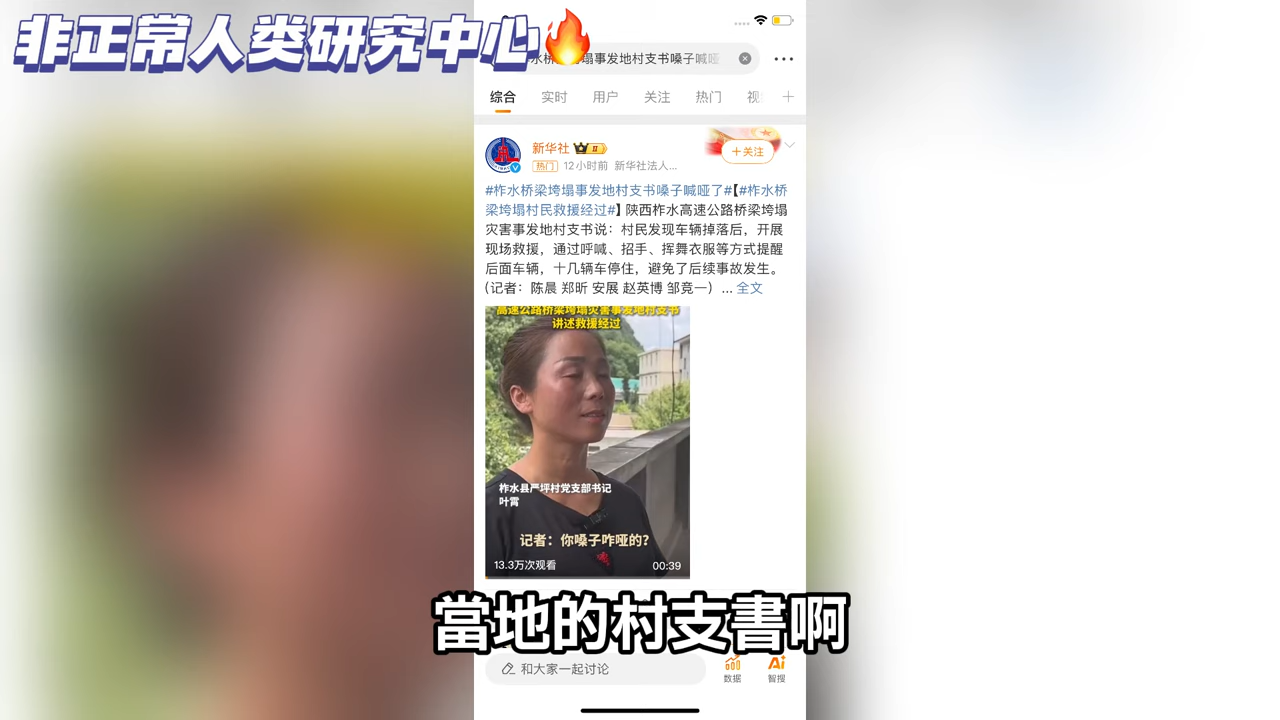 非正常人类研究中心
水桥梁垮塌事发地村支书嗓子喊哑
综合 实时 用户 关注 热门 视
新华社
II
+关注
热门 12小时前 新华社法人...
#柞水桥梁垮塌事发地村支书嗓子喊哑了#【#柞水桥
梁垮塌村民救援经过#】陕西柞水高速公路桥梁垮塌
灾害事发地村支书说：村民发现车辆掉落后，开展
现场救援，通过呼喊、招手、挥舞衣服等方式提醒
后面车辆，十几辆车停住，避免了后续事故发生。
（记者：陈晨 郑昕 安展 赵英博 邹竞一）... 全文
高速公路桥梁垮塌灾害事发地村支书
讲述救援经过
柞水县严坪村党支部书记
叶霄
记者：你嗓子咋哑的？
13.3万次观看 00:39
當地的村支書啊
和大家一起讨论
数据
Ai
智搜